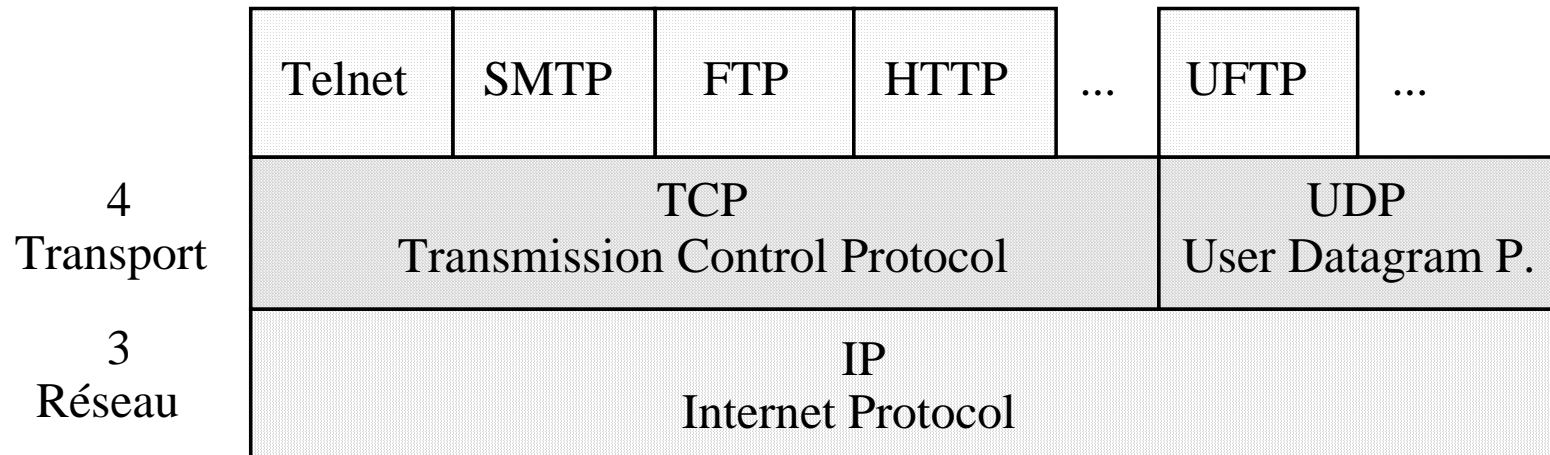 Telnet SMTP FTP HTTP ... UFTP ...
4 TCP UDP
Transport Transmission Control Protocol User Datagram P.
3 IP
Réseau Internet Protocol